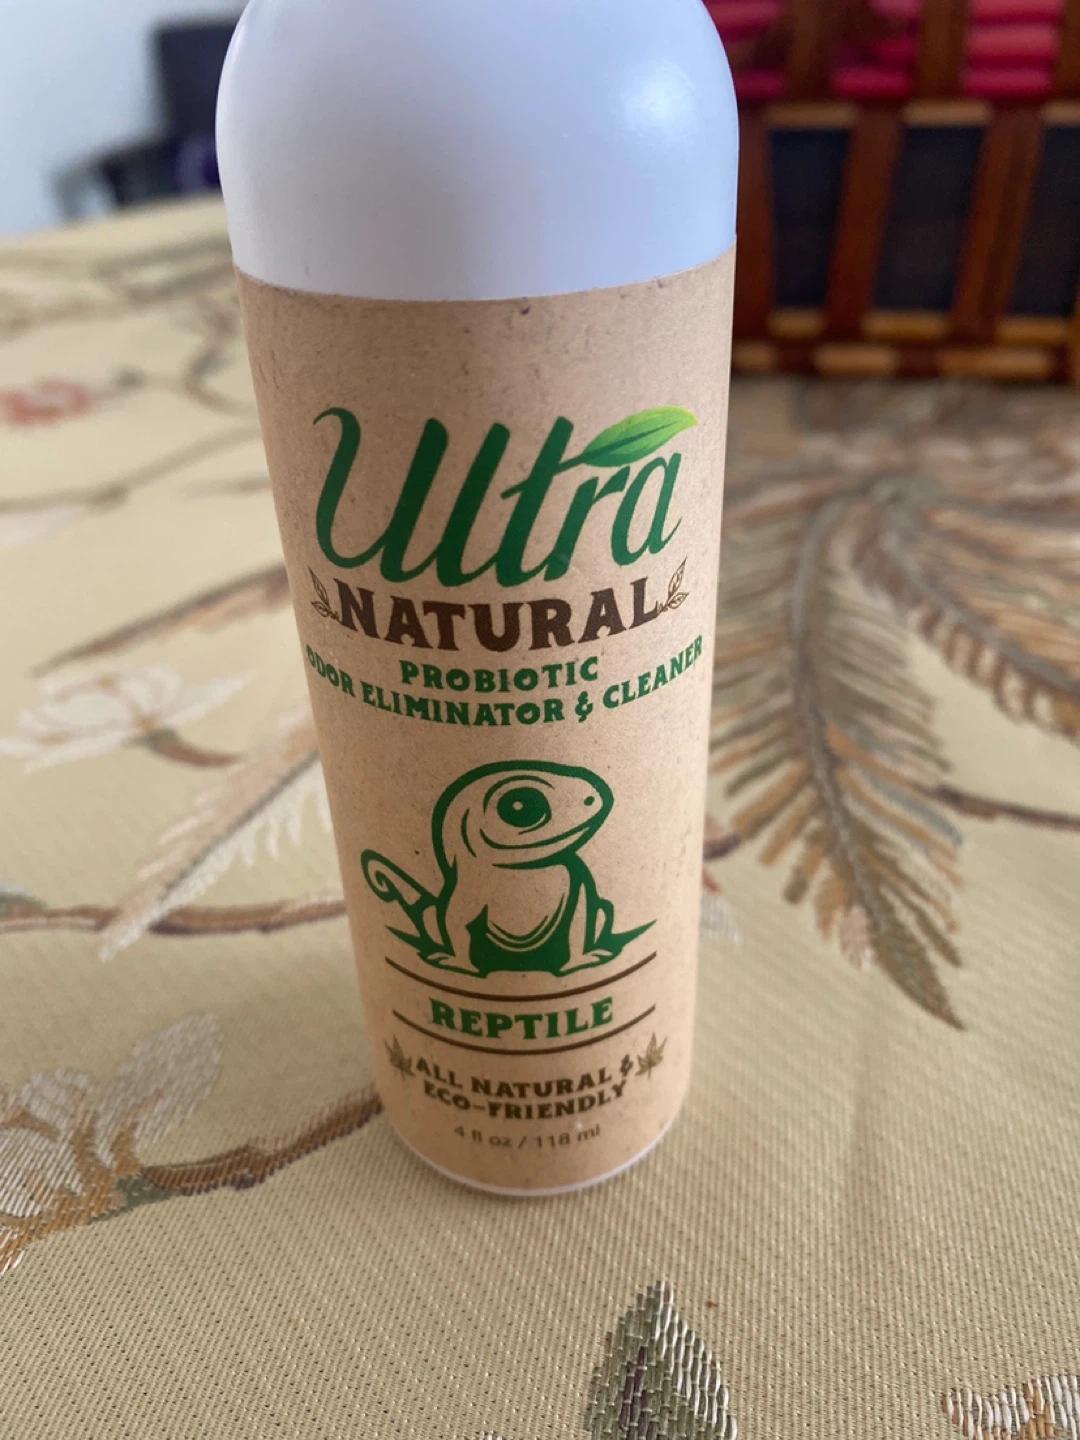 Ultra
NATURAL
PROBIOTIC
ODOR ELIMINATOR & CLEANER
REPTILE
ALL NATURAL &
ECO-FRIENDLY
4 fl oz / 118 ml